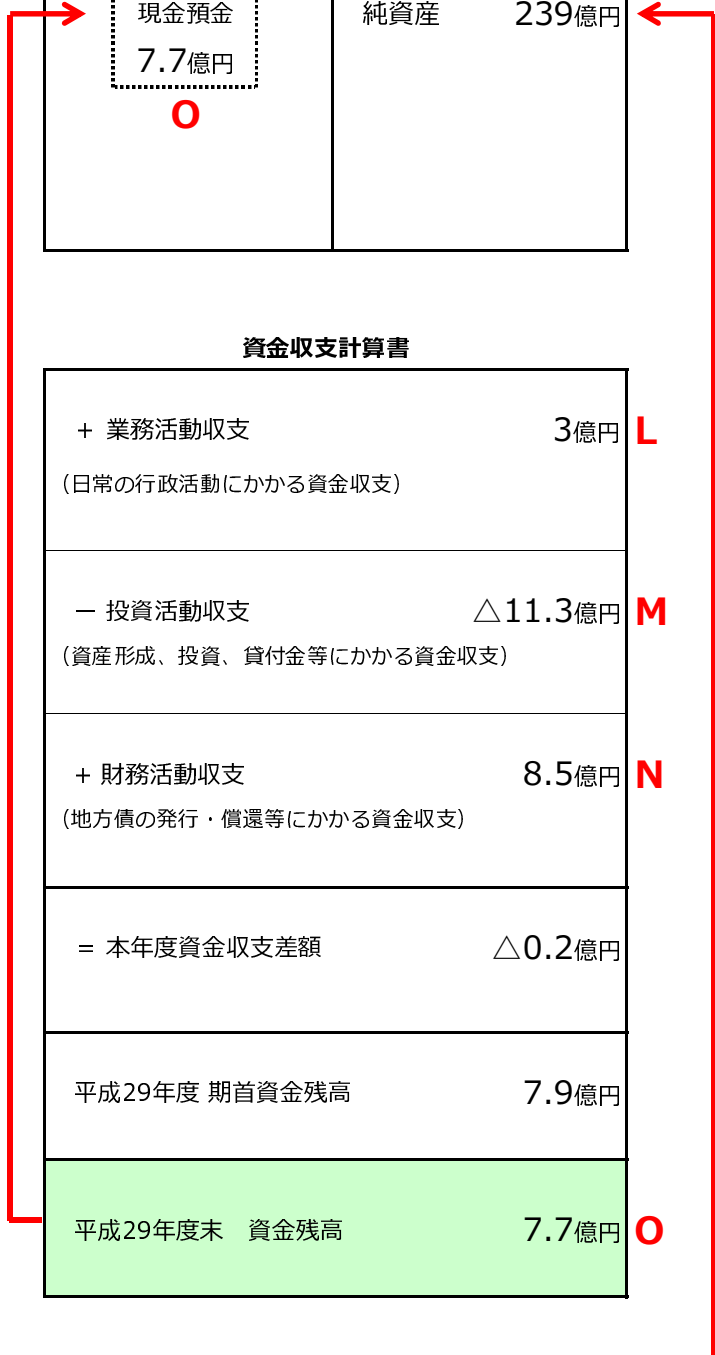 現金預金
7.7億円
O
純資産 239億円
資金収支計算書
＋ 業務活動収支 3億円 L
（日常の行政活動にかかる資金収支）
－ 投資活動収支 △11.3億円 M
（資産形成、投資、貸付金等にかかる資金収支）
＋ 財務活動収支 8.5億円 N
（地方債の発行・償還等にかかる資金収支）
＝ 本年度資金収支差額 △0.2億円
平成29年度 期首資金残高 7.9億円
平成29年度末　資金残高 7.7億円 O